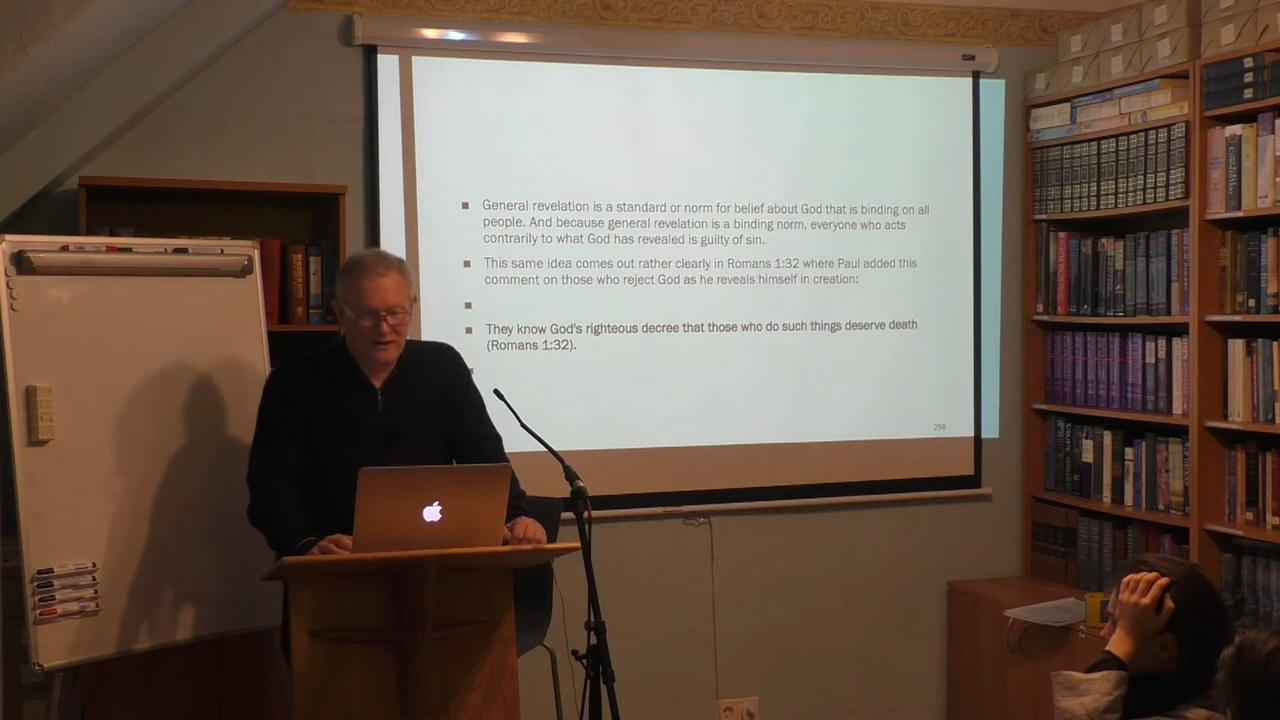 General revelation is a standard or norm for belief about God that is binding on all
people. And because general revelation is a binding norm, everyone who acts
contrarily to what God has revealed is guilty of sin.
This same idea comes out rather clearly in Romans 1:32 where Paul added this
comment on those who reject God as he reveals himself in creation:
They know God's righteous decree that those who do such things deserve death
(Romans 1:32).
256